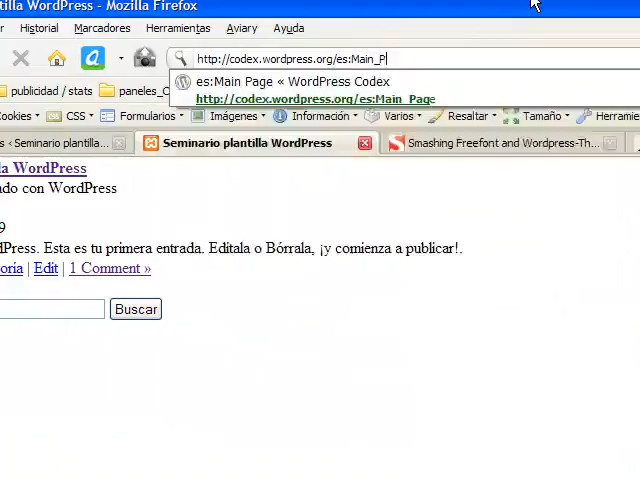 tilla WordPress - Mozilla Firefox
Historial Marcadores Herramientas Aviary Ayuda
http://codex.wordpress.org/es:Main_P
es:Main Page « WordPress Codex
http://codex.wordpress.org/es:Main_Page
publicidad / stats paneles_C
Cookies CSS Formularios Imágenes Información Varios Resaltar Tamaño Herramie
s ‹ Seminario plantilla... Seminario plantilla WordPress Smashing Freefont and Wordpress-Th...
la WordPress
do con WordPress
9
dPress. Esta es tu primera entrada. Editala o Bórrala, ¡y comienza a publicar!.
oría | Edit | 1 Comment »
Buscar